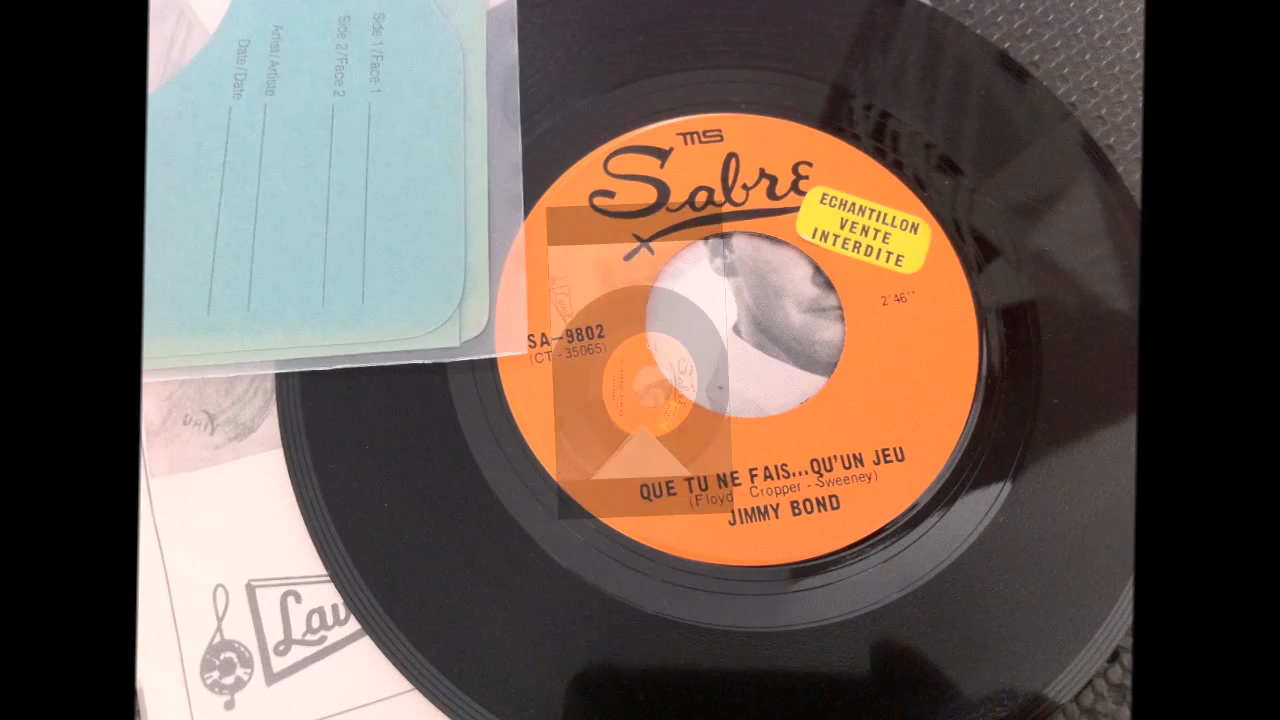 Side 1/Face 1
Side 2/Face 2
Artist/Artiste
Date/Date
MS
Sabre
ECHANTILLON
VENTE
INTERDITE
2'46''
SA-9802
(CT-35065)
QUE TU NE FAIS...QU'UN JEU
(Floyd - Cropper - Sweeney)
JIMMY BOND